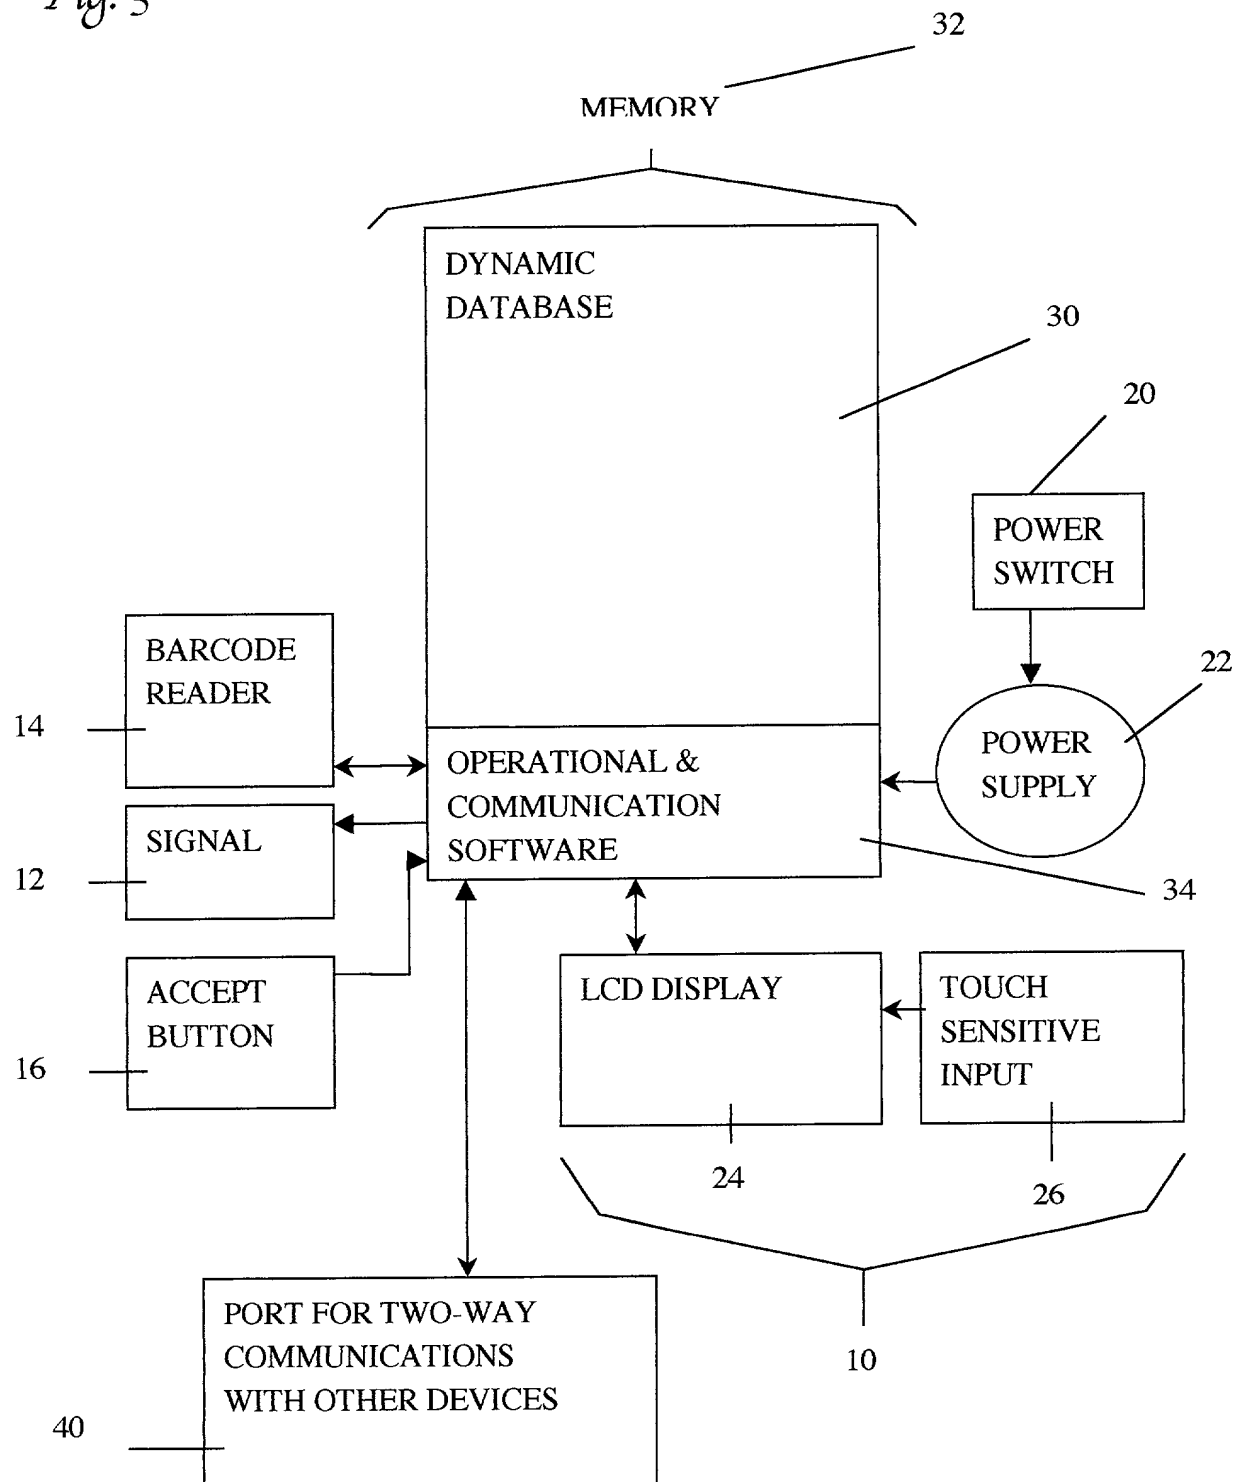 Fig. 3
32
MEMORY
DYNAMIC
DATABASE
30
20
POWER
SWITCH
BARCODE
READER
22
14
POWER
SUPPLY
OPERATIONAL &
COMMUNICATION
SOFTWARE
SIGNAL
12
34
ACCEPT
BUTTON
LCD DISPLAY
TOUCH
SENSITIVE
INPUT
16
24
26
PORT FOR TWO-WAY
COMMUNICATIONS
WITH OTHER DEVICES
10
40